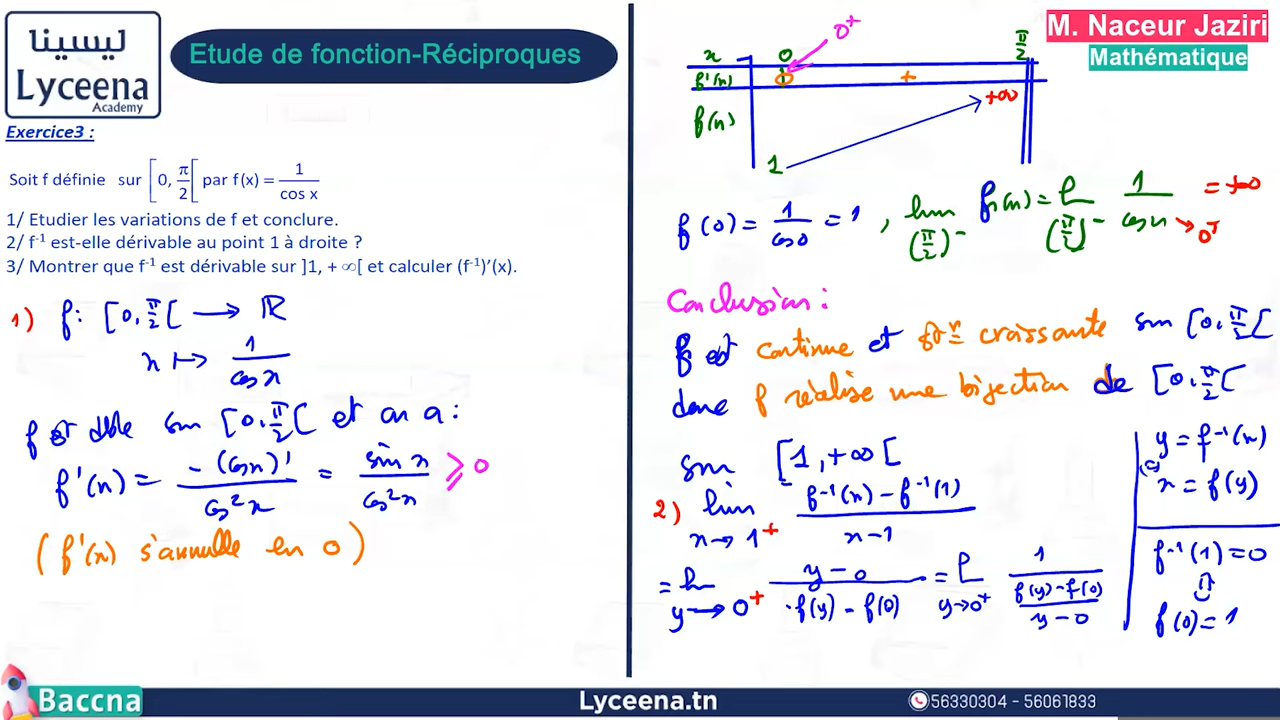 ليسينا
Lyceena
Academy
Etude de fonction-Réciproques
M. Naceur Jaziri
Mathématique
Exercice3 :
Soit f définie sur [0, π/2[ par f(x) = 1/cos x
1/ Etudier les variations de f et conclure.
2/ f⁻¹ est-elle dérivable au point 1 à droite ?
3/ Montrer que f⁻¹ est dérivable sur ]1, + ∞[ et calculer (f⁻¹)'(x).
1) f: [0, π/2[ → ℝ
x ↦ 1/cos x
f est dble sur [0, π/2[ et on a :
f'(x) = -(cos x)'/cos²x = sin x/cos²x ≥ 0
(f'(x) s'annulle en 0)
x 0 π/2
0⁺
f'(x) 0 +
f(x) 1 +∞
f(0) = 1/cos 0 = 1 , lim (π/2)⁻ f(x) = lim (π/2)⁻ 1/cos x → 0⁺ = +∞
Conclusion :
f est continue et st^r croissante sur [0, π/2[
donc f réalise une bijection de [0, π/2[
sur [1, +∞[
2) lim x→1⁺ f⁻¹(x) - f⁻¹(1) / x - 1
= lim y→0⁺ y - 0 / f(y) - f(0) = lim y→0⁺ 1 / (f(y) - f(0) / y - 0)
y = f⁻¹(x)
(⇔) x = f(y)
f⁻¹(1) = 0
⇕
f(0) = 1
Baccna
Lyceena.tn
56330304 - 56061833